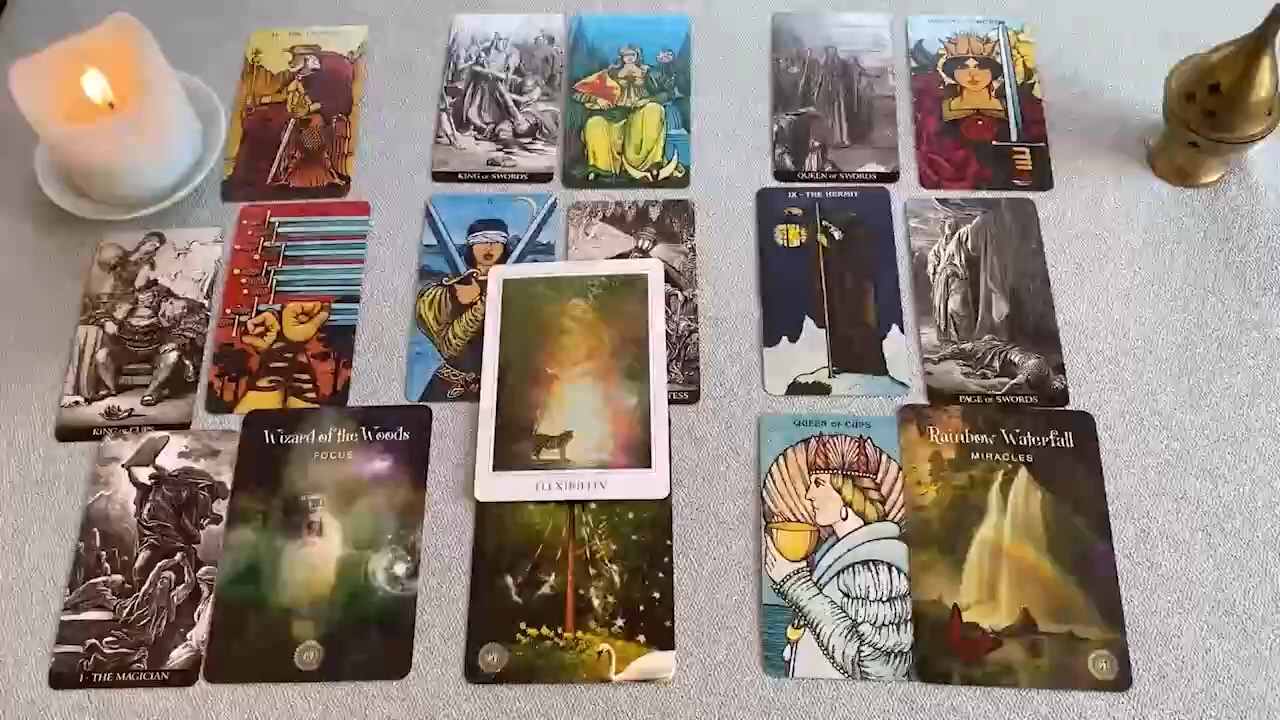 KING OF SWORDS
QUEEN OF SWORDS
IX · THE HERMIT
KING OF CUPS
PAGE OF SWORDS
Wizard of the Woods
FOCUS
FLEXIBILITY
QUEEN OF CUPS
Rainbow Waterfall
MIRACLES
I · THE MAGICIAN